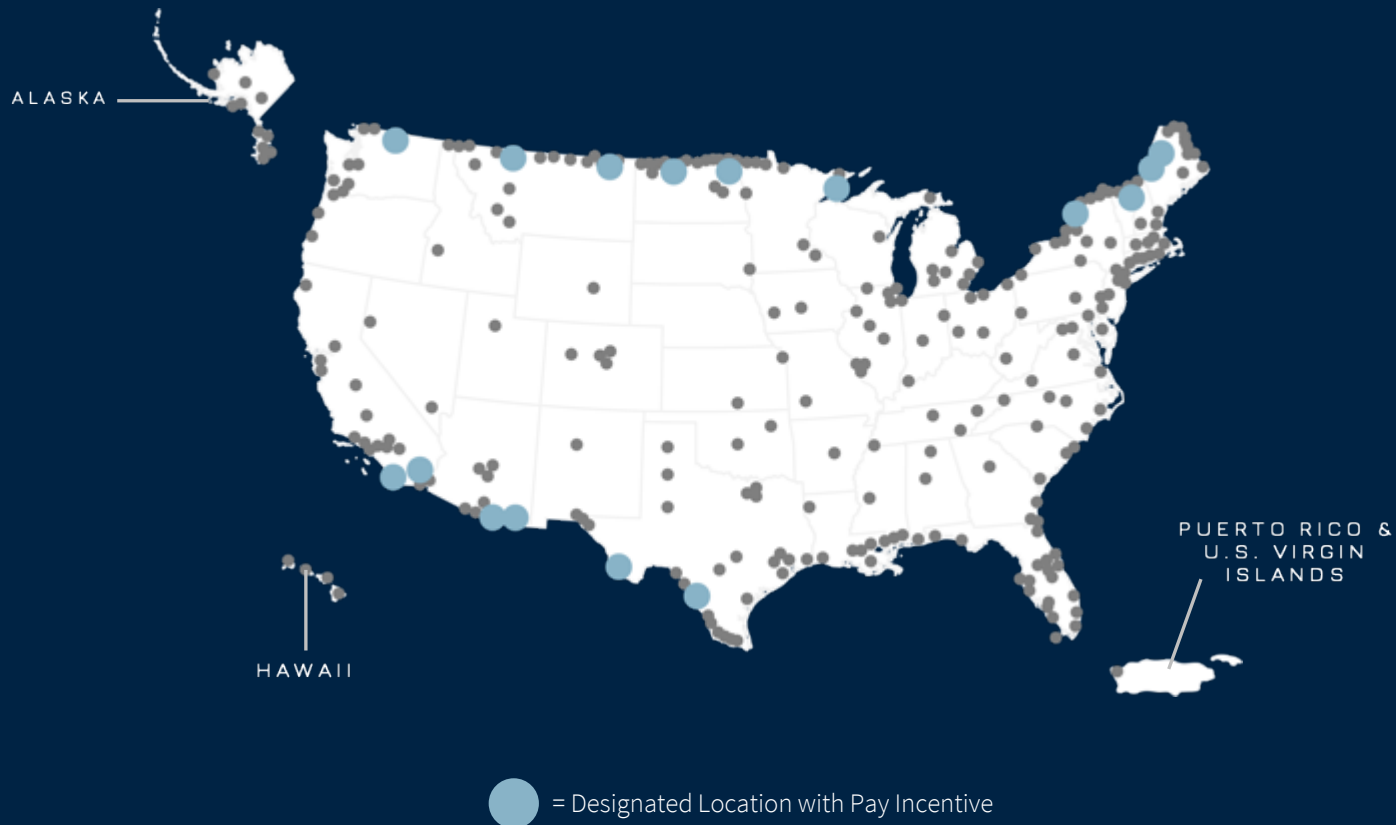 ALASKA
PUERTO RICO &
U.S. VIRGIN
ISLANDS
HAWAII
= Designated Location with Pay Incentive